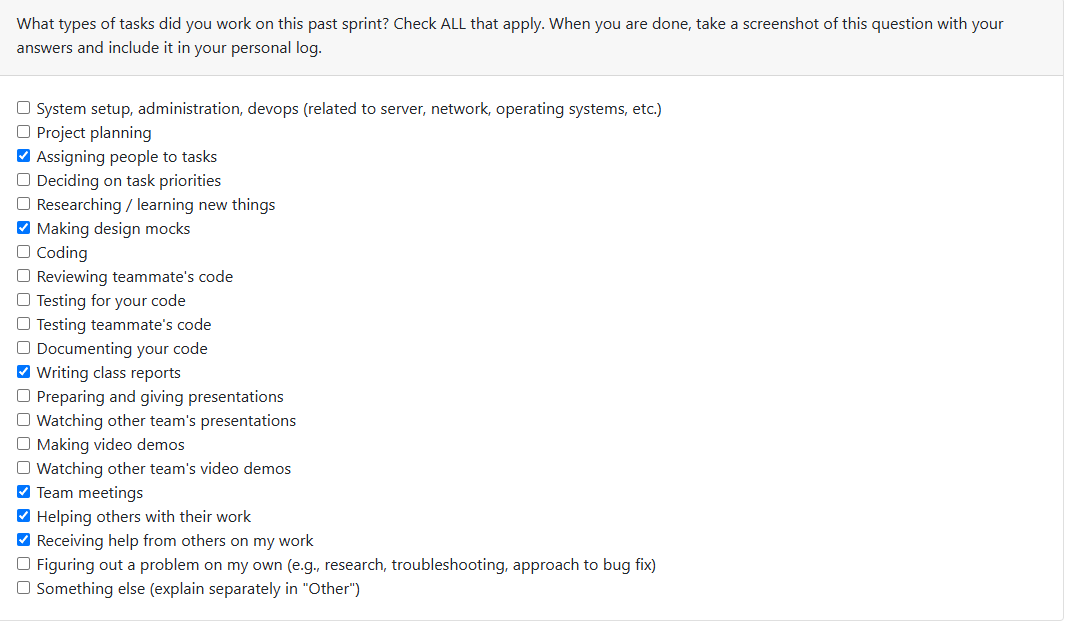 What types of tasks did you work on this past sprint? Check ALL that apply. When you are done, take a screenshot of this question with your
answers and include it in your personal log.
System setup, administration, devops (related to server, network, operating systems, etc.)
Project planning
Assigning people to tasks
Deciding on task priorities
Researching / learning new things
Making design mocks
Coding
Reviewing teammate's code
Testing for your code
Testing teammate's code
Documenting your code
Writing class reports
Preparing and giving presentations
Watching other team's presentations
Making video demos
Watching other team's video demos
Team meetings
Helping others with their work
Receiving help from others on my work
Figuring out a problem on my own (e.g., research, troubleshooting, approach to bug fix)
Something else (explain separately in "Other")